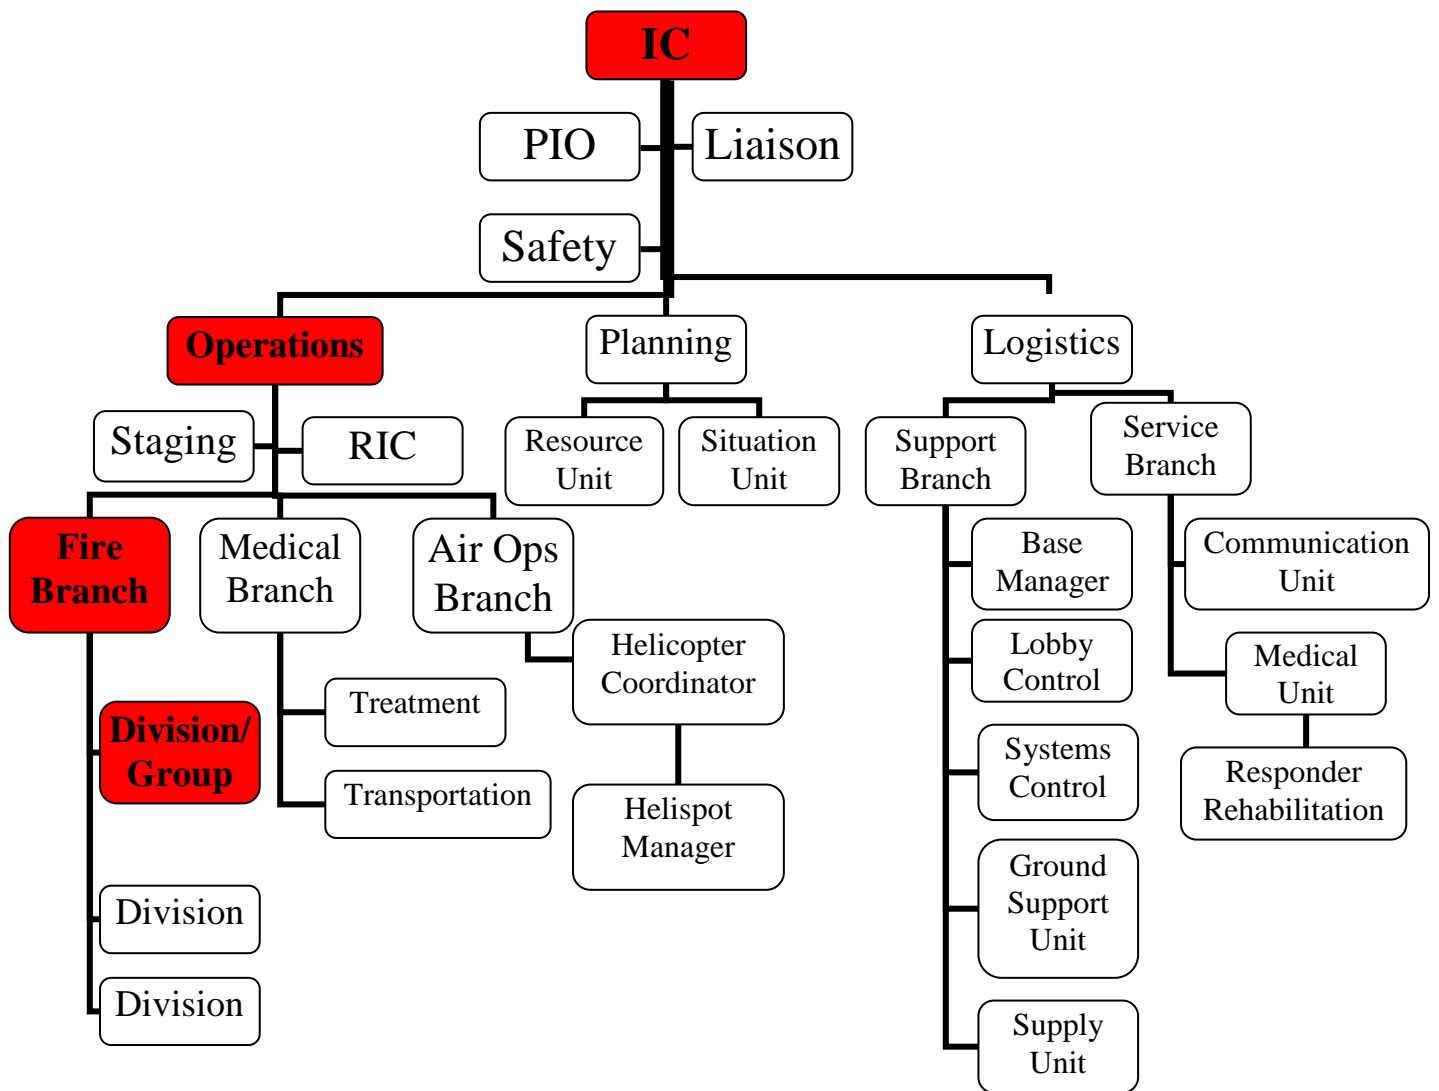 IC
PIO
Liaison
Safety
Operations
Planning
Logistics
Staging
RIC
Resource
Unit
Situation
Unit
Support
Branch
Service
Branch
Fire
Branch
Medical
Branch
Air Ops
Branch
Base
Manager
Communication
Unit
Helicopter
Coordinator
Lobby
Control
Medical
Unit
Treatment
Division/
Group
Systems
Control
Responder
Rehabilitation
Transportation
Helispot
Manager
Ground
Support
Unit
Division
Division
Supply
Unit